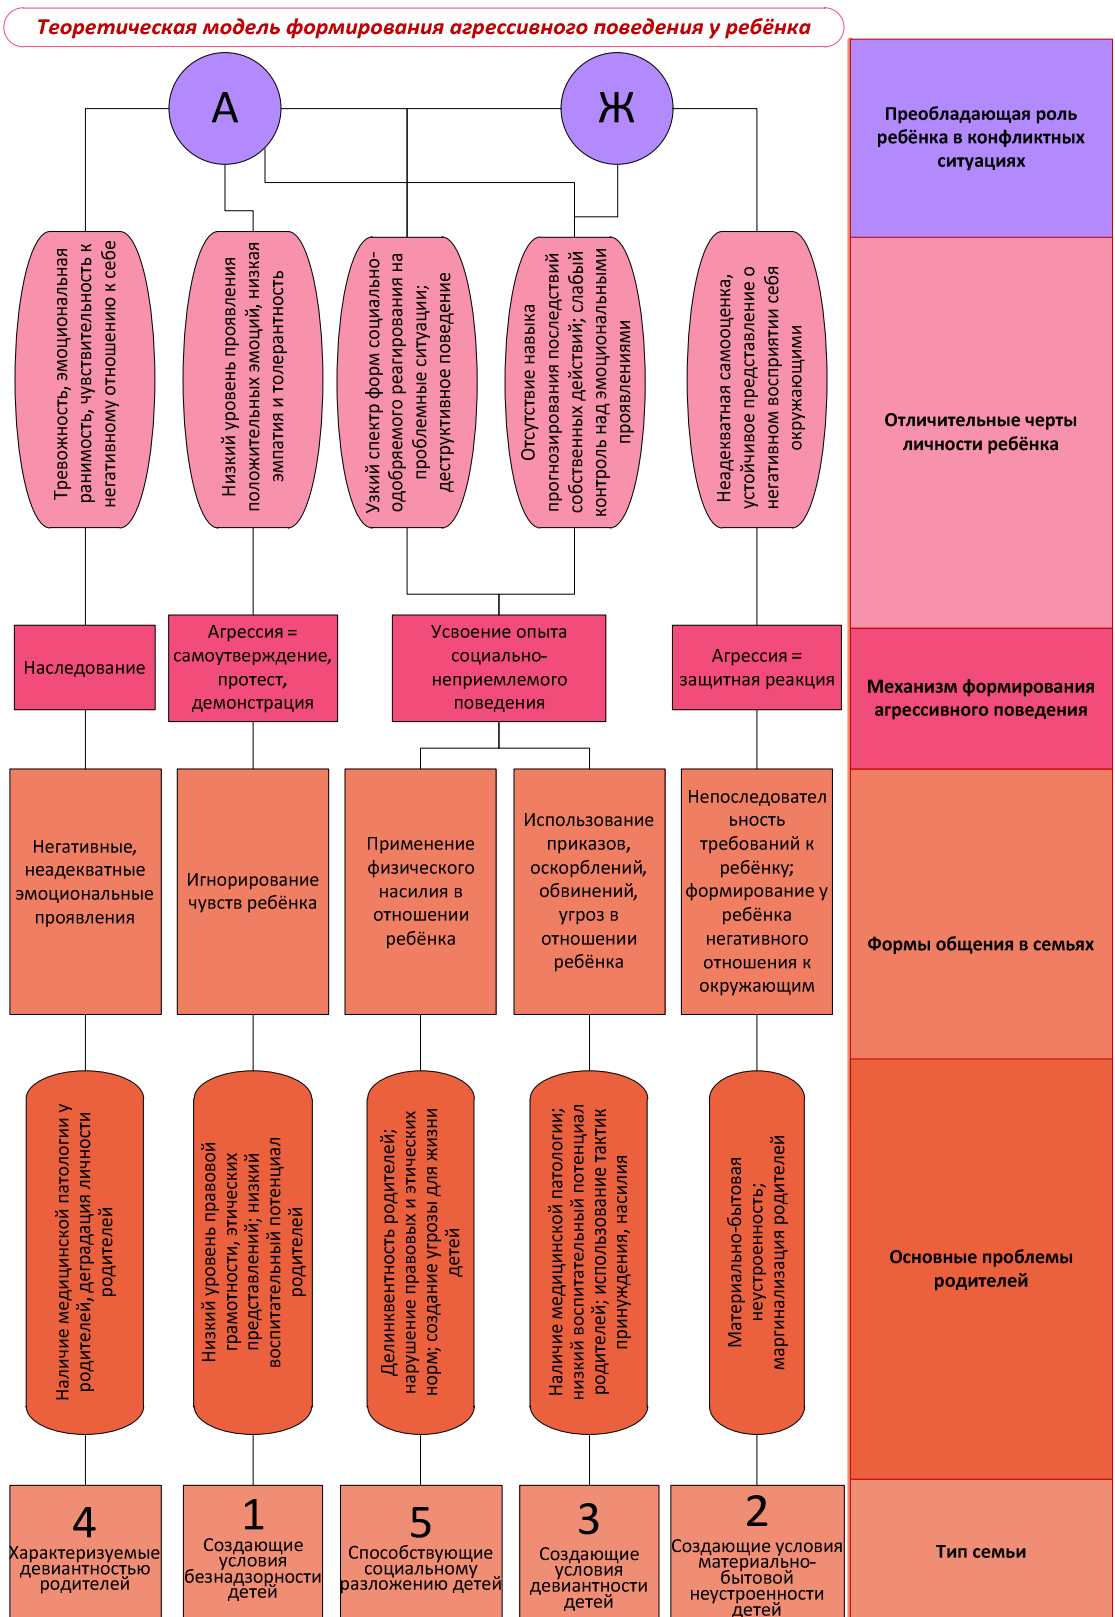 Теоретическая модель формирования агрессивного поведения у ребёнка
А
Ж
Преобладающая роль
ребёнка в конфликтных
ситуациях
Тревожность, эмоциональная
ранимость, чувствительность к
негативному отношению к себе
Низкий уровень проявления
положительных эмоций, низкая
эмпатия и толерантность
Узкий спектр форм социально-
одобряемого реагирования на
проблемные ситуации;
деструктивное поведение
Отсутствие навыка
прогнозирования последствий
собственных действий; слабый
контроль над эмоциональными
проявлениями
Неадекватная самооценка,
устойчивое представление о
негативном восприятии себя
окружающими
Отличительные черты
личности ребёнка
Наследование
Агрессия =
самоутверждение,
протест,
демонстрация
Усвоение опыта
социально-
неприемлемого
поведения
Агрессия =
защитная реакция
Механизм формирования
агрессивного поведения
Негативные,
неадекватные
эмоциональные
проявления
Игнорирование
чувств ребёнка
Применение
физического
насилия в
отношении
ребёнка
Использование
приказов,
оскорблений,
обвинений,
угроз в
отношении
ребёнка
Непоследовател
ьность
требований к
ребёнку;
формирование у
ребёнка
негативного
отношения к
окружающим
Формы общения в семьях
Наличие медицинской патологии у
родителей, деградация личности
родителей
Низкий уровень правовой
грамотности, этических
представлений; низкий
воспитательный потенциал
родителей
Делинквентность родителей;
нарушение правовых и этических
норм; создание угрозы для жизни
детей
Наличие медицинской патологии;
низкий воспитательный потенциал
родителей; использование тактик
принуждения, насилия
Материально-бытовая
неустроенность;
маргинализация родителей
Основные проблемы
родителей
4
Характеризуемые
девиантностью
родителей
1
Создающие
условия
безнадзорности
детей
5
Способствующие
социальному
разложению детей
3
Создающие
условия
девиантности
детей
2
Создающие условия
материально-
бытовой
неустроенности
детей
Тип семьи